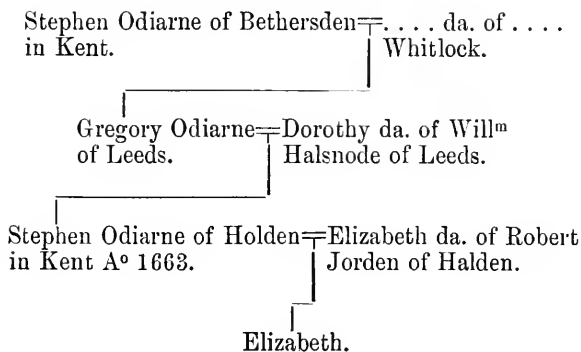 Stephen Odiarne of Bethersden=. . . . da. of . . . .
in Kent. Whitlock.
Gregory Odiarne=Dorothy da. of Willᵐ
of Leeds. Halsnode of Leeds.
Stephen Odiarne of Holden=Elizabeth da. of Robert
in Kent Aº 1663. Jorden of Halden.
Elizabeth.